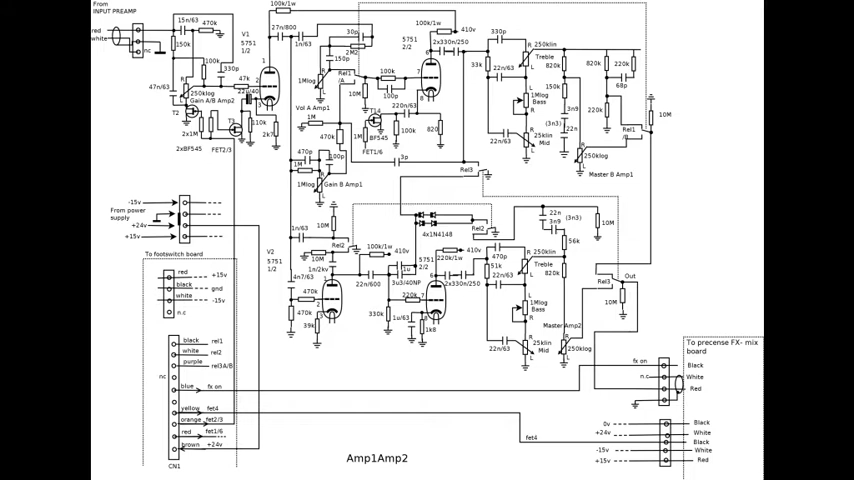 From
INPUT PREAMP
red
white
nc
15n/63
470k
150k
100k
330p
47n/63
250klog
Gain A/B Amp2
T2
2x1M
2xBF545
T3
FET2/3
47k
22u/40
110k
2k7
V1
5751
1/2
100k/1w
27n/800
1n/63
30p
2M2
150p
1Mlog
Vol A Amp1
Rel1
/A
10M
100k
100p
1M
470k
T14
BF545
1M
FET1/6
220n/63
100k
820
5751
2/2
100k/1w
410v
2x330n/250
3p
470p
100p
1M
1Mlog
Gain B Amp1
330p
33k
22n/63
250klin
Treble
1Mlog
Bass
22n/63
25klin
Mid
820k
150k
3n9
(3n3)
22n
820k
220k
68p
220k
Rel1
/B
10M
250klog
Master B Amp1
Rel3
-15v
From power
supply
+24v
+15v
To footswitch board
red
+15v
black
gnd
white
-15v
n.c
black
rel1
white
rel2
purple
rel3A/B
nc
blue
fx on
yellow
fet4
orange
fet2/3
red
fet1/6
brown
+24v
CN1
V2
5751
1/2
1n/63
10M
10M
Rel2
1n/2kv
4n7/63
470k
470k
39k
100k/1w
410v
22n/600
1u
3u3/40NP
330k
220k
1u/63
1k8
4x1N4148
Rel2
5751
2/2
410v
220k/1w
2x330n/250
470p
51k
22n/63
250klin
Treble
1Mlog
Bass
22n/63
25klin
Mid
22n
3n9
(3n3)
56k
820k
10M
Master Amp2
250klog
Rel3
Out
10M
To precense FX- mix
board
fx on
Black
n.c
White
Red
0v
Black
+24v
White
fet4
Black
-15v
White
+15v
Red
Amp1Amp2